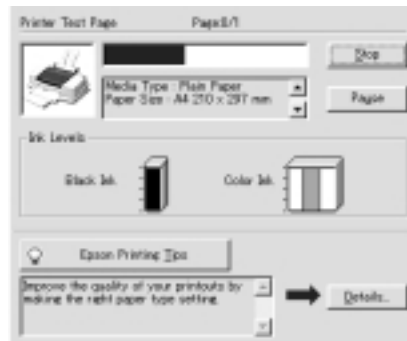 Printer Test Page Page:0/1
Stop
Media Type : Plain Paper
Paper Size : A4 210 x 297 mm
Pause
Ink Levels
Black Ink Color Ink
Epson Printing Tips
Improve the quality of your printouts by
making the right paper type setting.
Details..